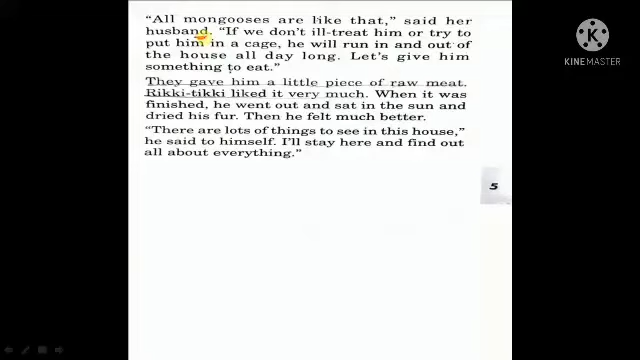 “All mongooses are like that,” said her
husband. “If we don’t ill-treat him or try to
put him in a cage, he will run in and out of
the house all day long. Let’s give him
something to eat.”
They gave him a little piece of raw meat.
Rikki-tikki liked it very much. When it was
finished, he went out and sat in the sun and
dried his fur. Then he felt much better.
“There are lots of things to see in this house,”
he said to himself. I’ll stay here and find out
all about everything.”
5
K
KINEMASTER